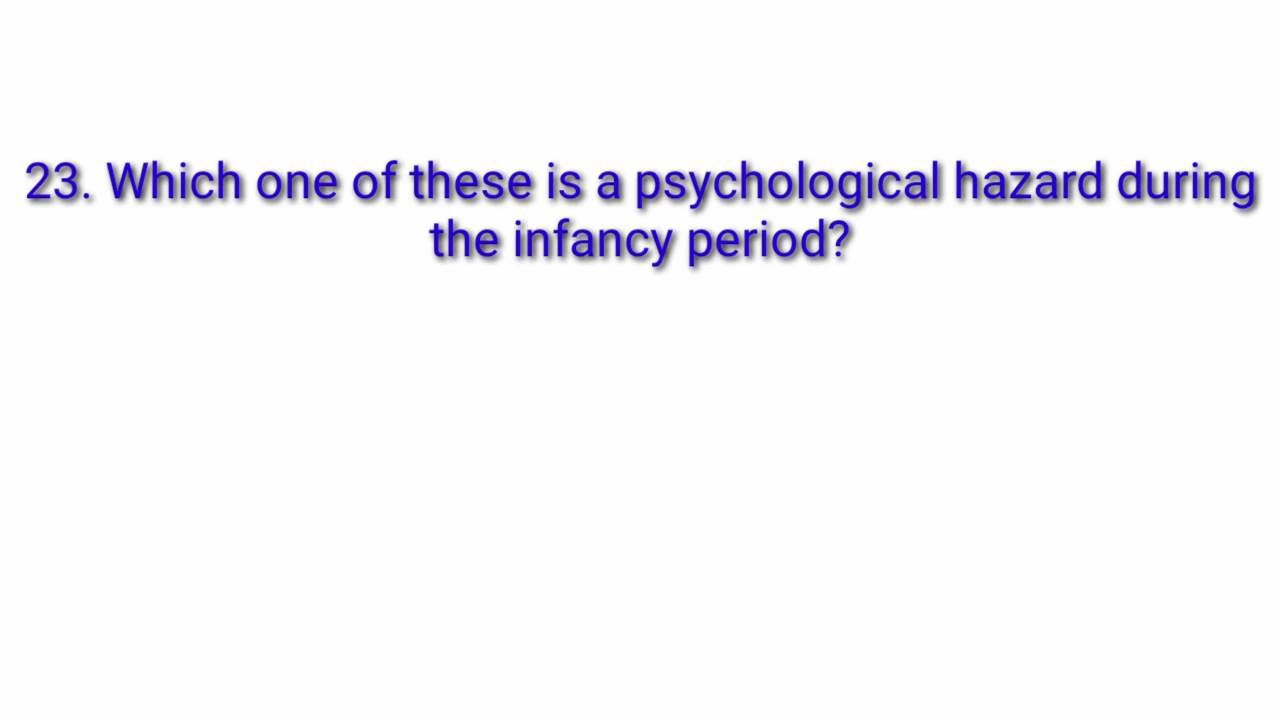 23. Which one of these is a psychological hazard during
the infancy period?